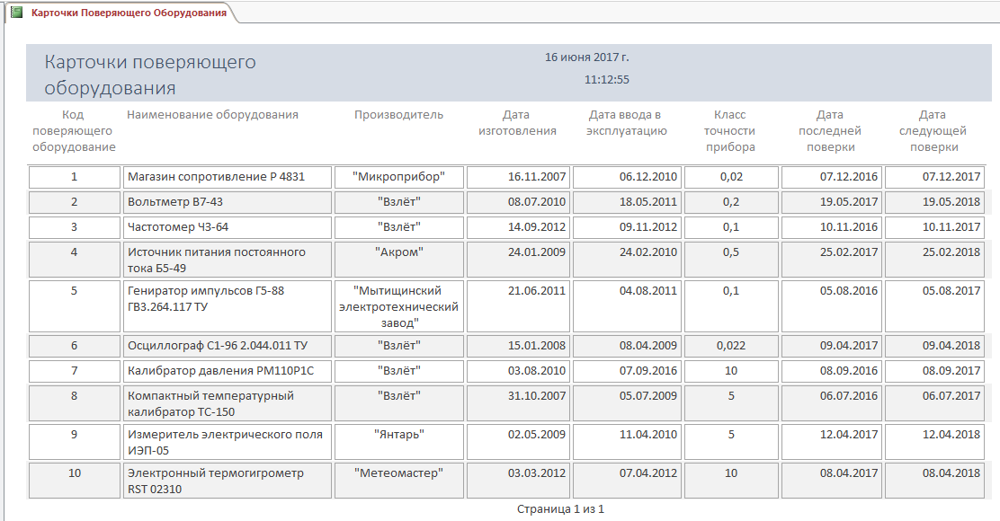 Карточки Поверяющего Оборудования
Карточки поверяющего
оборудования
16 июня 2017 г.
11:12:55
Код поверяющего оборудование Наименование оборудования Производитель Дата изготовления Дата ввода в эксплуатацию Класс точности прибора Дата последней поверки Дата следующей поверки
1 Магазин сопротивление Р 4831 "Микроприбор" 16.11.2007 06.12.2010 0,02 07.12.2016 07.12.2017
2 Вольтметр В7-43 "Взлёт" 08.07.2010 18.05.2011 0,2 19.05.2017 19.05.2018
3 Частотомер ЧЗ-64 "Взлёт" 14.09.2012 09.11.2012 0,1 10.11.2016 10.11.2017
4 Источник питания постоянного "Акром" 24.01.2009 24.02.2010 0,5 25.02.2017 25.02.2018
тока Б5-49
5 Гениратор импульсов Г5-88 "Мытищинский 21.06.2011 04.08.2011 0,1 05.08.2016 05.08.2017
ГВ3.264.117 ТУ электротехнический
завод"
6 Осциллограф С1-96 2.044.011 ТУ "Взлёт" 15.01.2008 08.04.2009 0,022 09.04.2017 09.04.2018
7 Калибратор давления РМ110Р1С "Взлёт" 03.08.2010 07.09.2016 10 08.09.2016 08.09.2017
8 Компактный температурный "Взлёт" 31.10.2007 05.07.2009 5 06.07.2016 06.07.2017
калибратор ТС-150
9 Измеритель электрического поля "Янтарь" 02.05.2009 11.04.2010 5 12.04.2017 12.04.2018
ИЭП-05
10 Электронный термогигрометр "Метеомастер" 03.03.2012 07.04.2012 10 08.04.2017 08.04.2018
RST 02310
Страница 1 из 1